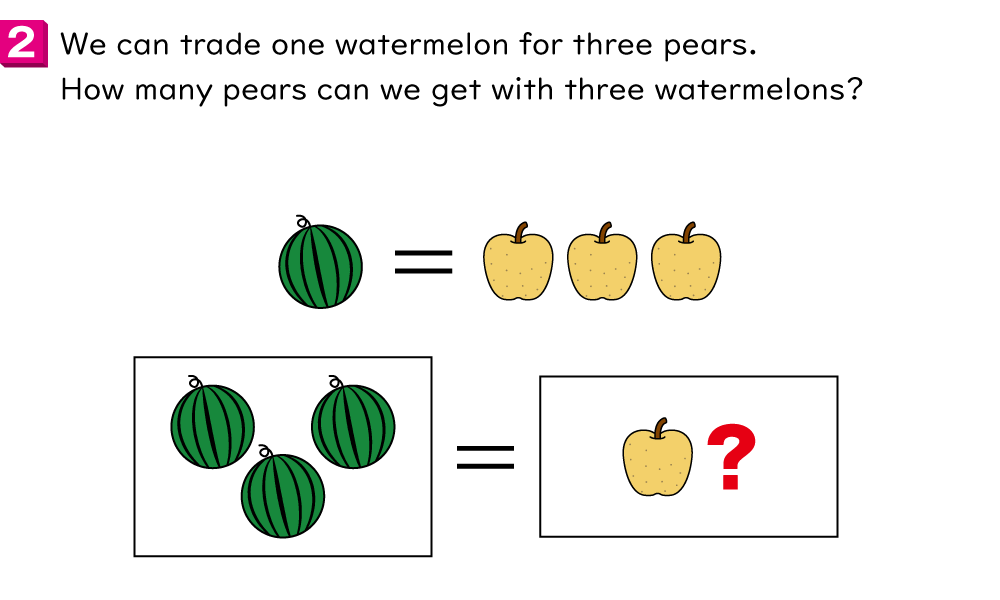 2 We can trade one watermelon for three pears.
How many pears can we get with three watermelons?
=
= ?